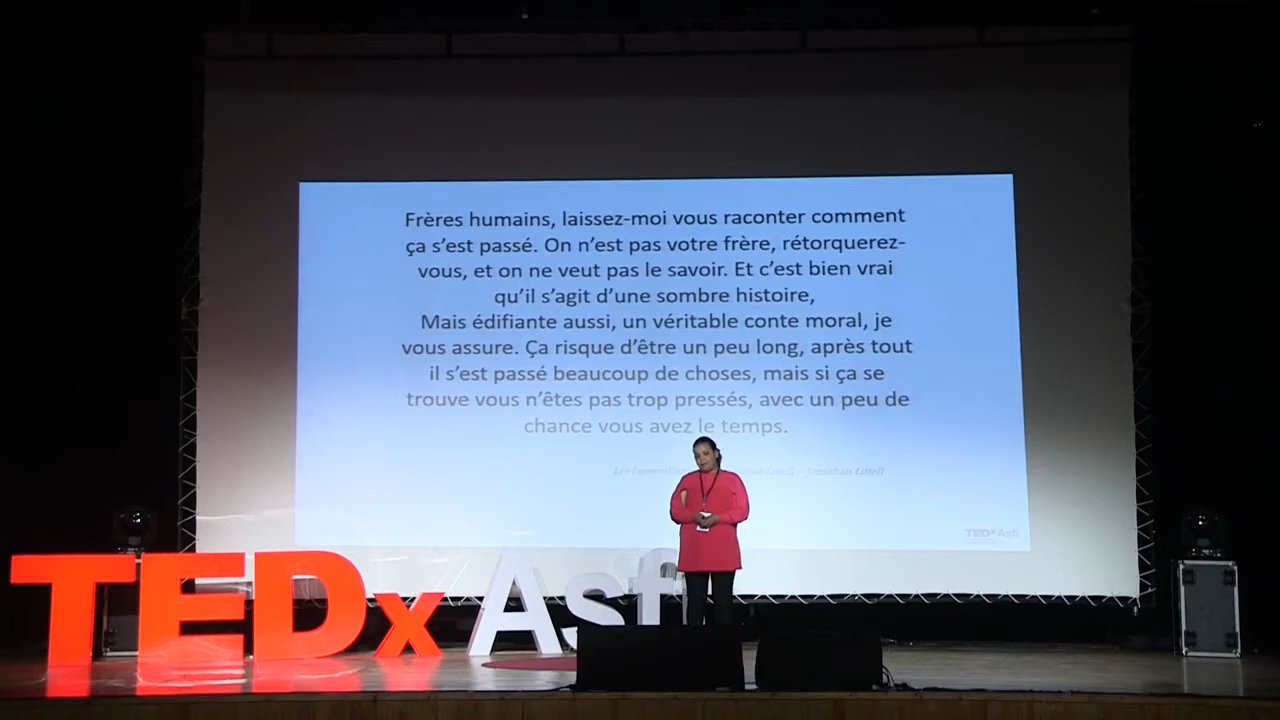 Frères humains, laissez-moi vous raconter comment
ça s'est passé. On n'est pas votre frère, rétorquerez-
vous, et on ne veut pas le savoir. Et c'est bien vrai
qu'il s'agit d'une sombre histoire,
Mais édifiante aussi, un véritable conte moral, je
vous assure. Ça risque d'être un peu long, après tout
il s'est passé beaucoup de choses, mais si ça se
trouve vous n'êtes pas trop pressés, avec un peu de
chance vous avez le temps.
Les – Jonathan Littell
TEDxAsfi
TEDxAsfi